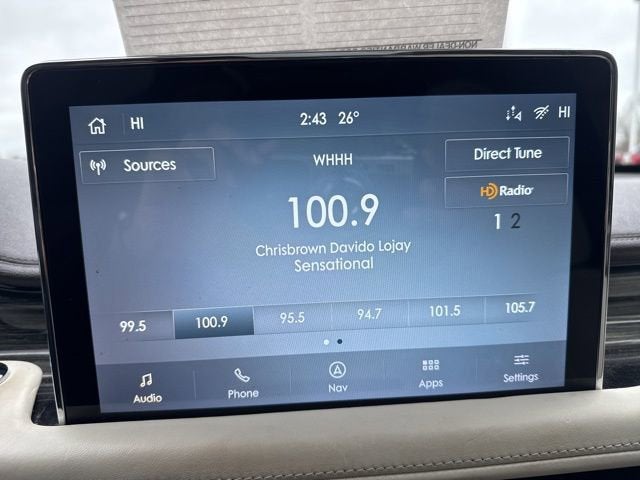 HI
2:43 26°
HI
Sources
WHHH
Direct Tune
HD Radio
100.9
1 2
Chrisbrown Davido Lojay
Sensational
99.5 100.9 95.5 94.7 101.5 105.7
Audio Phone Nav Apps Settings